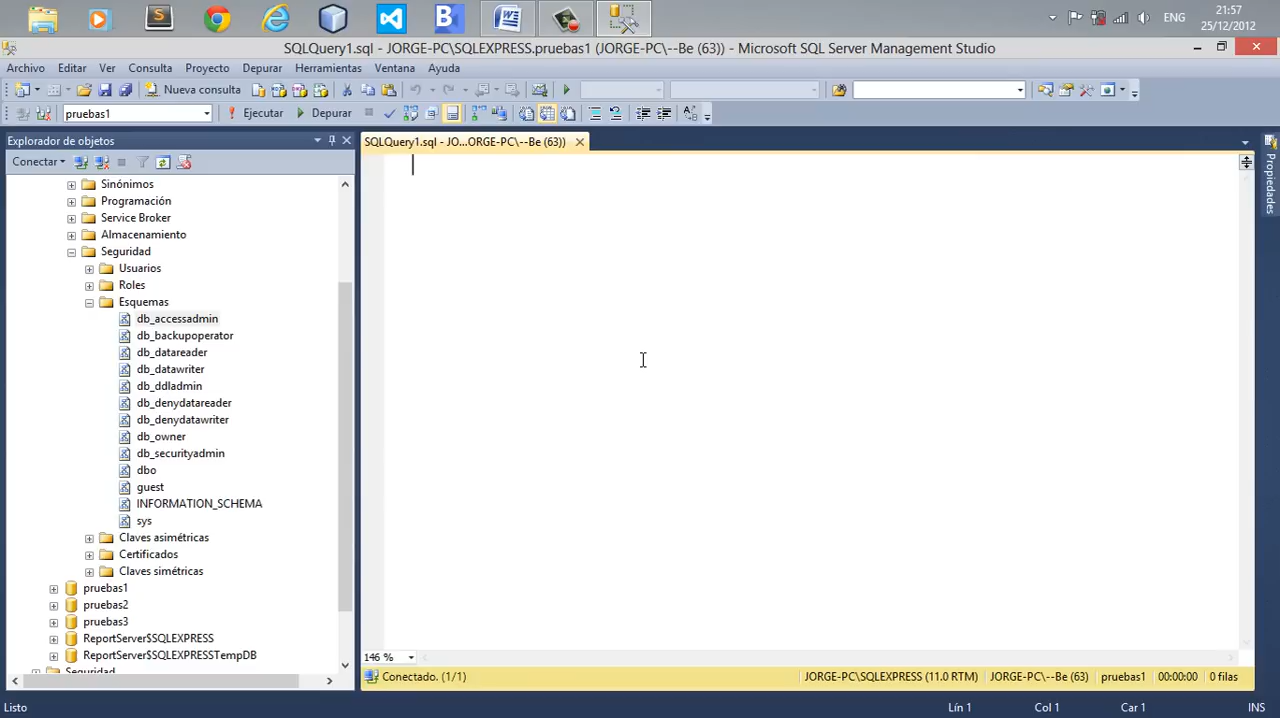 21:57
ENG
25/12/2012
SQLQuery1.sql - JORGE-PC\SQLEXPRESS.pruebas1 (JORGE-PC\--Be (63)) - Microsoft SQL Server Management Studio
Archivo Editar Ver Consulta Proyecto Depurar Herramientas Ventana Ayuda
Nueva consulta
pruebas1 Ejecutar Depurar
Explorador de objetos
SQLQuery1.sql - JO...ORGE-PC\--Be (63))
Conectar
Propiedades
Sinónimos
Programación
Service Broker
Almacenamiento
Seguridad
Usuarios
Roles
Esquemas
db_accessadmin
db_backupoperator
db_datareader
db_datawriter
db_ddladmin
db_denydatareader
db_denydatawriter
db_owner
db_securityadmin
dbo
guest
INFORMATION_SCHEMA
sys
Claves asimétricas
Certificados
Claves simétricas
pruebas1
pruebas2
pruebas3
ReportServer$SQLEXPRESS
ReportServer$SQLEXPRESSTempDB
Seguridad
146 %
Conectado. (1/1)
JORGE-PC\SQLEXPRESS (11.0 RTM) JORGE-PC\--Be (63) pruebas1 00:00:00 0 filas
Listo
Lín 1 Col 1 Car 1 INS